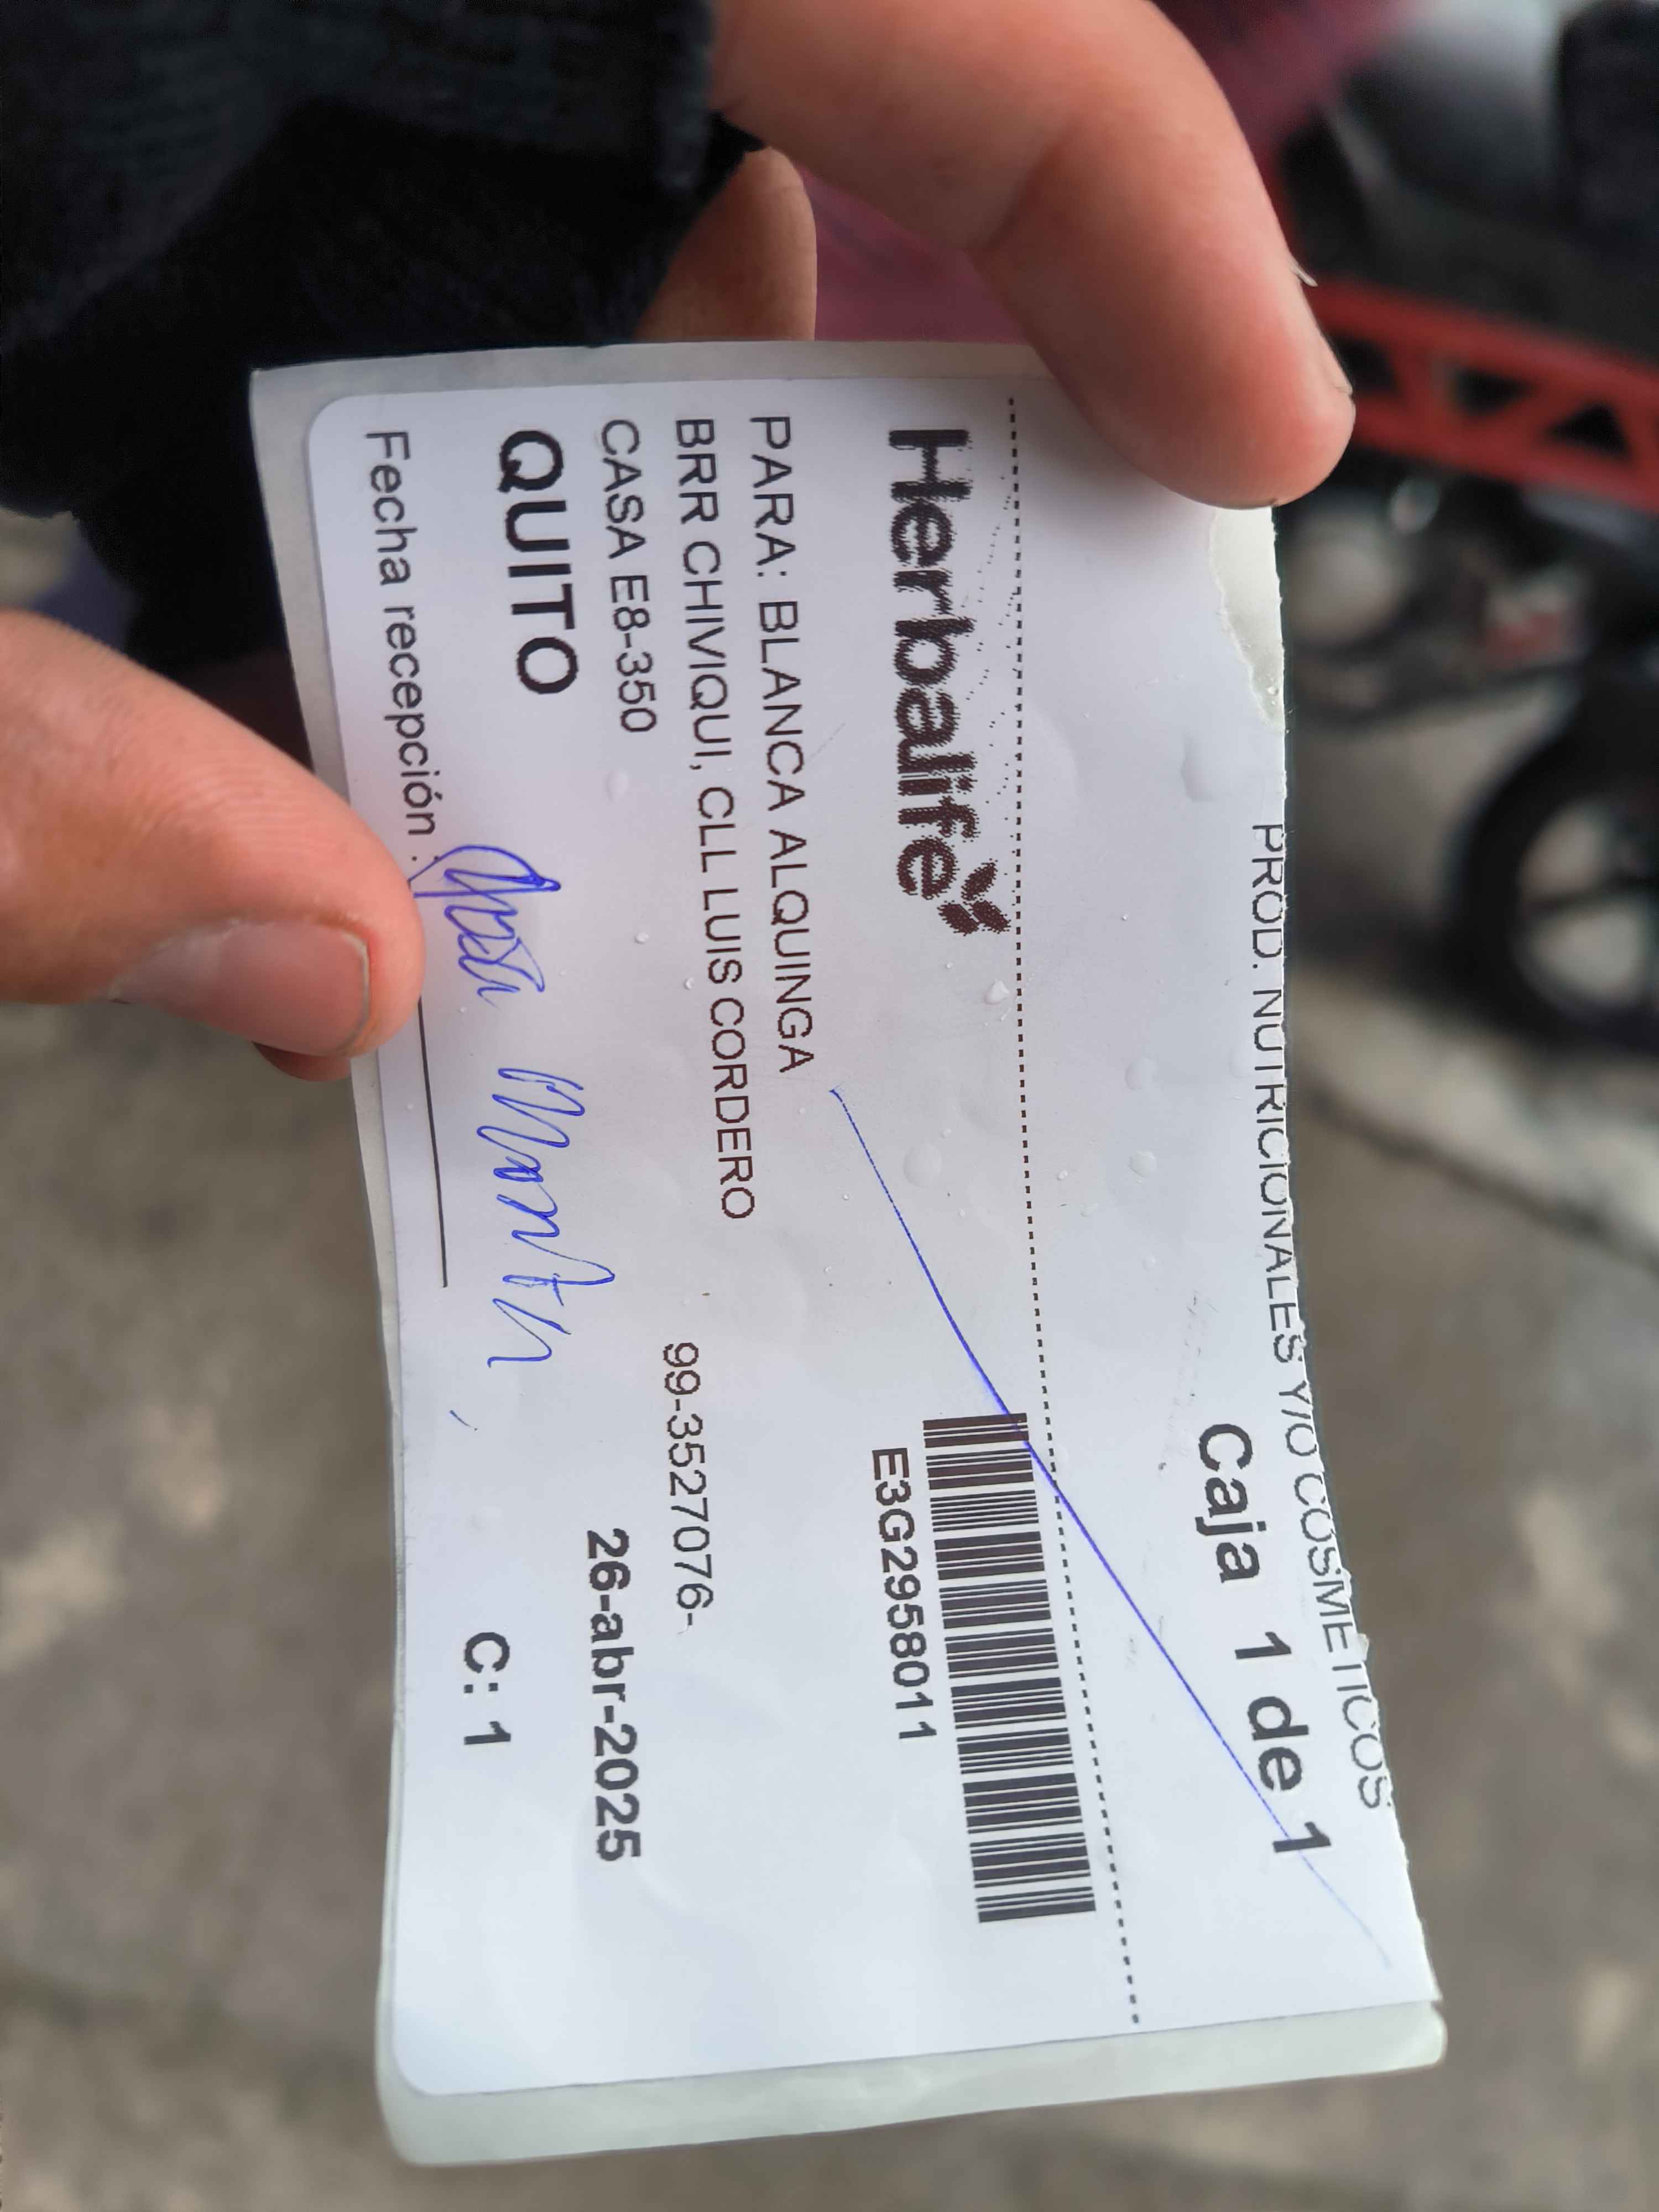 PROD. NUTRICIONALES Y/O COSMETICOS
Caja 1 de 1
Herbalife
E3G2958011
PARA: BLANCA ALQUINGA
BRR CHIVIQUI, CLL LUIS CORDERO
CASA E8-350
99-3527076-
QUITO
26-abr-2025
Fecha recepción :
C: 1